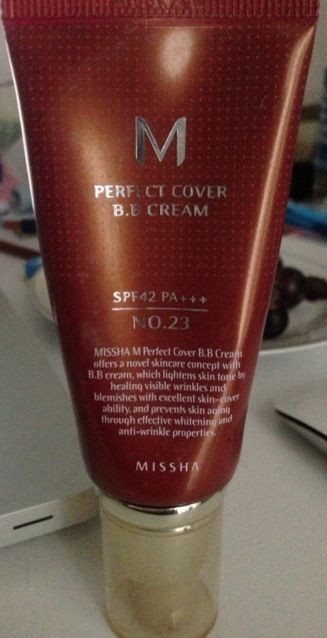 M
PERFECT COVER
B.B CREAM
SPF42 PA+++
NO.23
MISSHA M Perfect Cover B.B Cream
offers a novel skincare concept with
B.B cream, which lightens skin tone by
healing visible wrinkles and
blemishes with excellent skin-cover
ability, and prevents skin aging
through effective whitening and
anti-wrinkle properties.
MISSHA